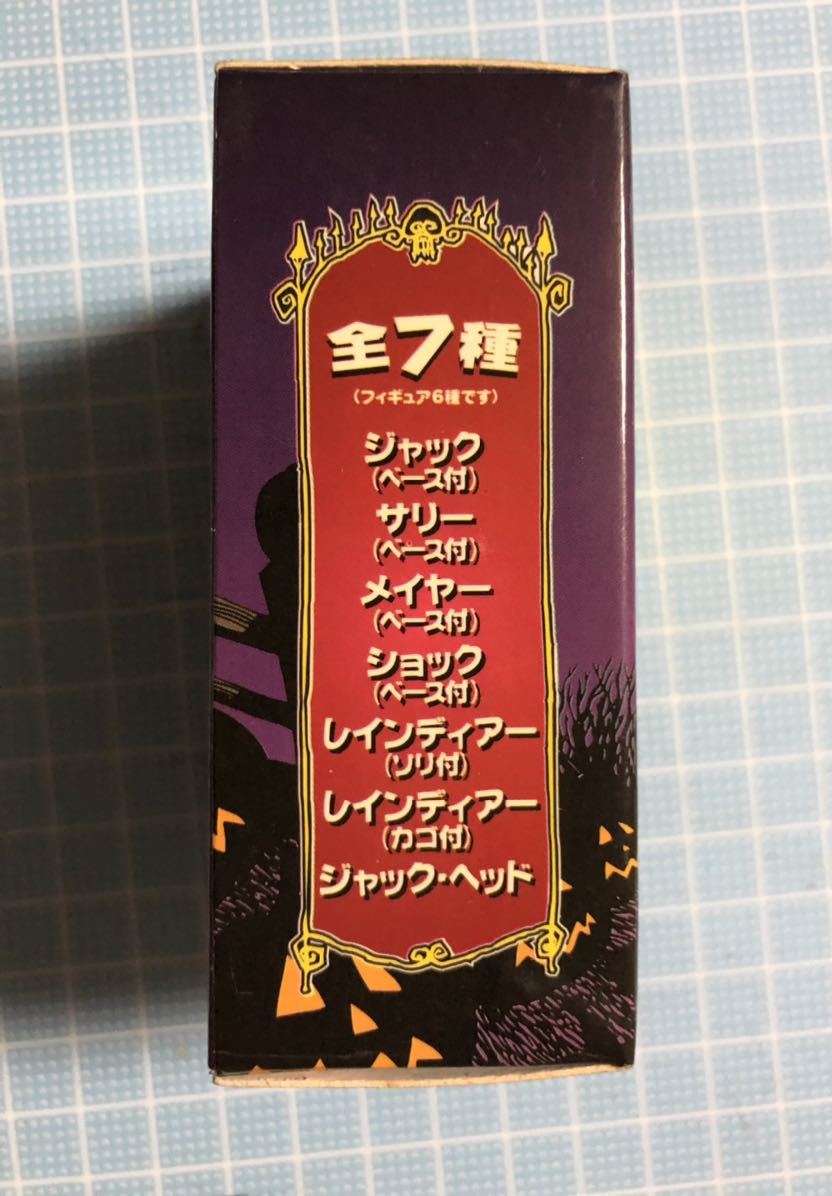 全7種
(フィギュア6種です)
ジャック
(ベース付)
サリー
(ベース付)
メイヤー
(ベース付)
ショック
(ベース付)
レインディアー
(ソリ付)
レインディアー
(カゴ付)
ジャック・ヘッド